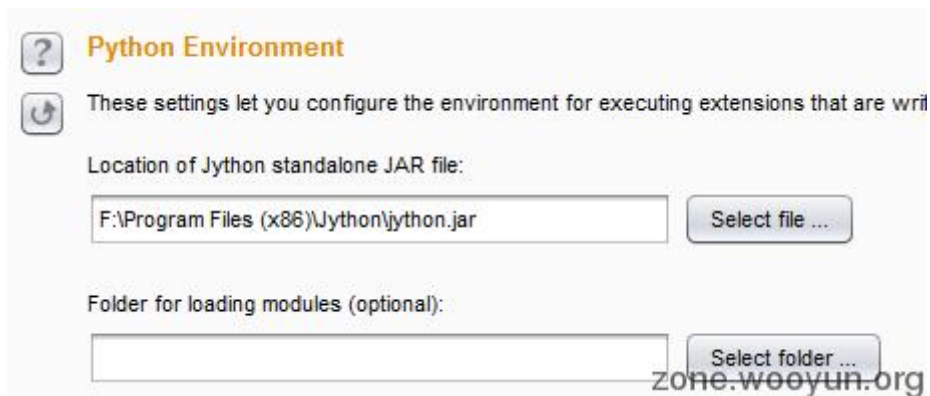 ?
Python Environment
These settings let you configure the environment for executing extensions that are writ
Location of Jython standalone JAR file:
F:\Program Files (x86)\Jython\jython.jar
Select file ...
Folder for loading modules (optional):
Select folder ...
zone.wooyun.org